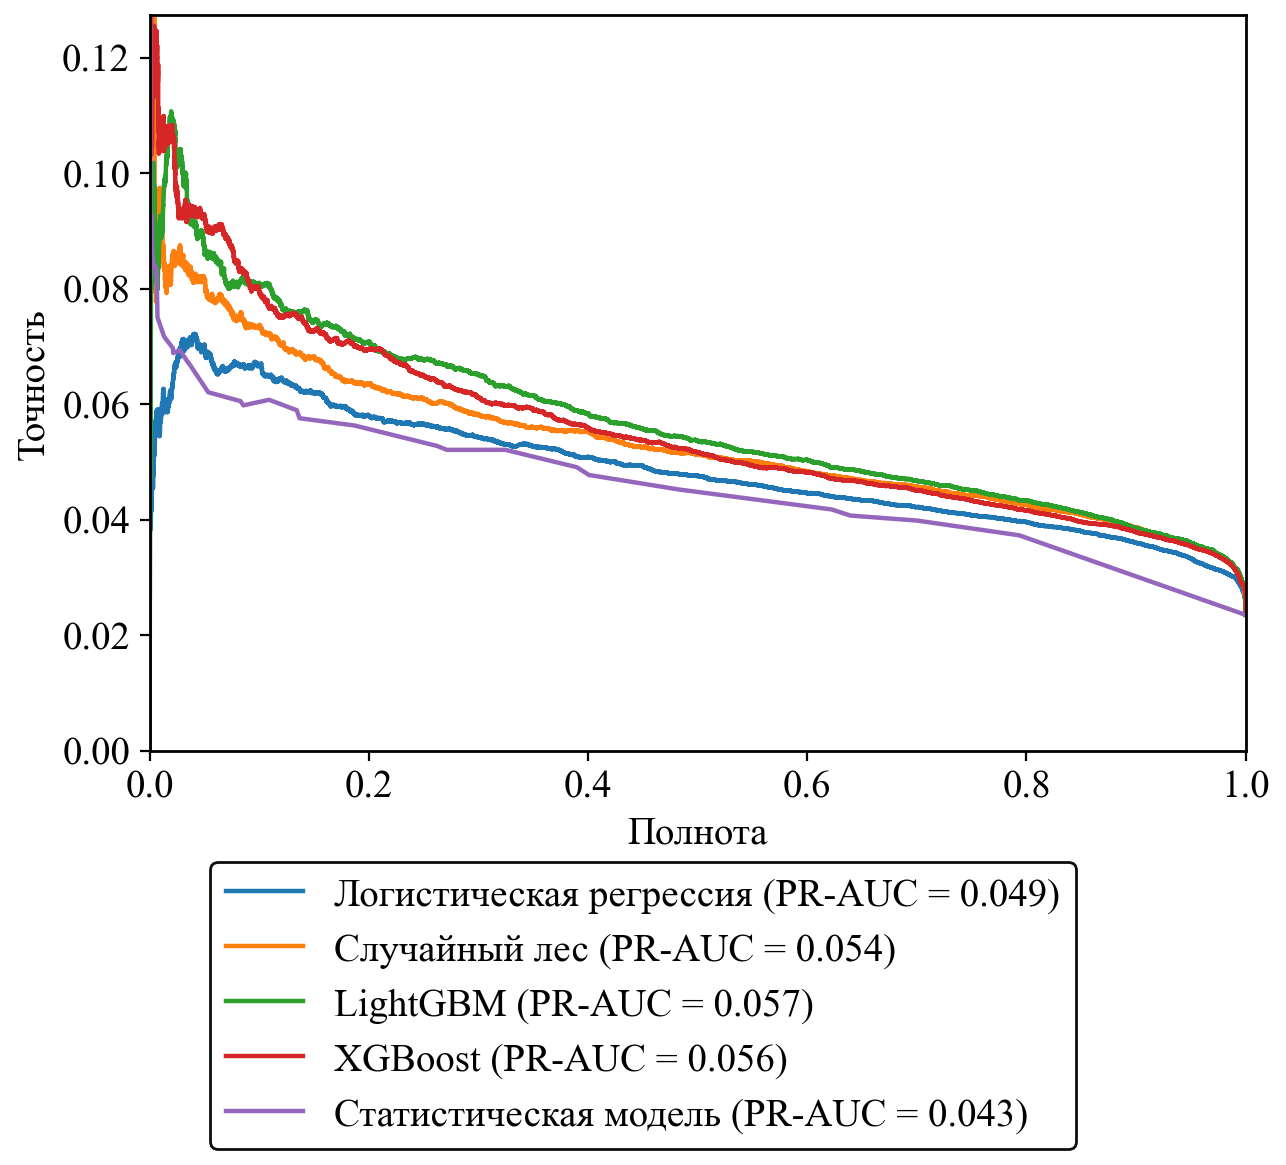 0.12
0.10
0.08
0.06
0.04
0.02
0.00
Точность
0.0 0.2 0.4 0.6 0.8 1.0
Полнота
Логистическая регрессия (PR-AUC = 0.049)
Случайный лес (PR-AUC = 0.054)
LightGBM (PR-AUC = 0.057)
XGBoost (PR-AUC = 0.056)
Статистическая модель (PR-AUC = 0.043)